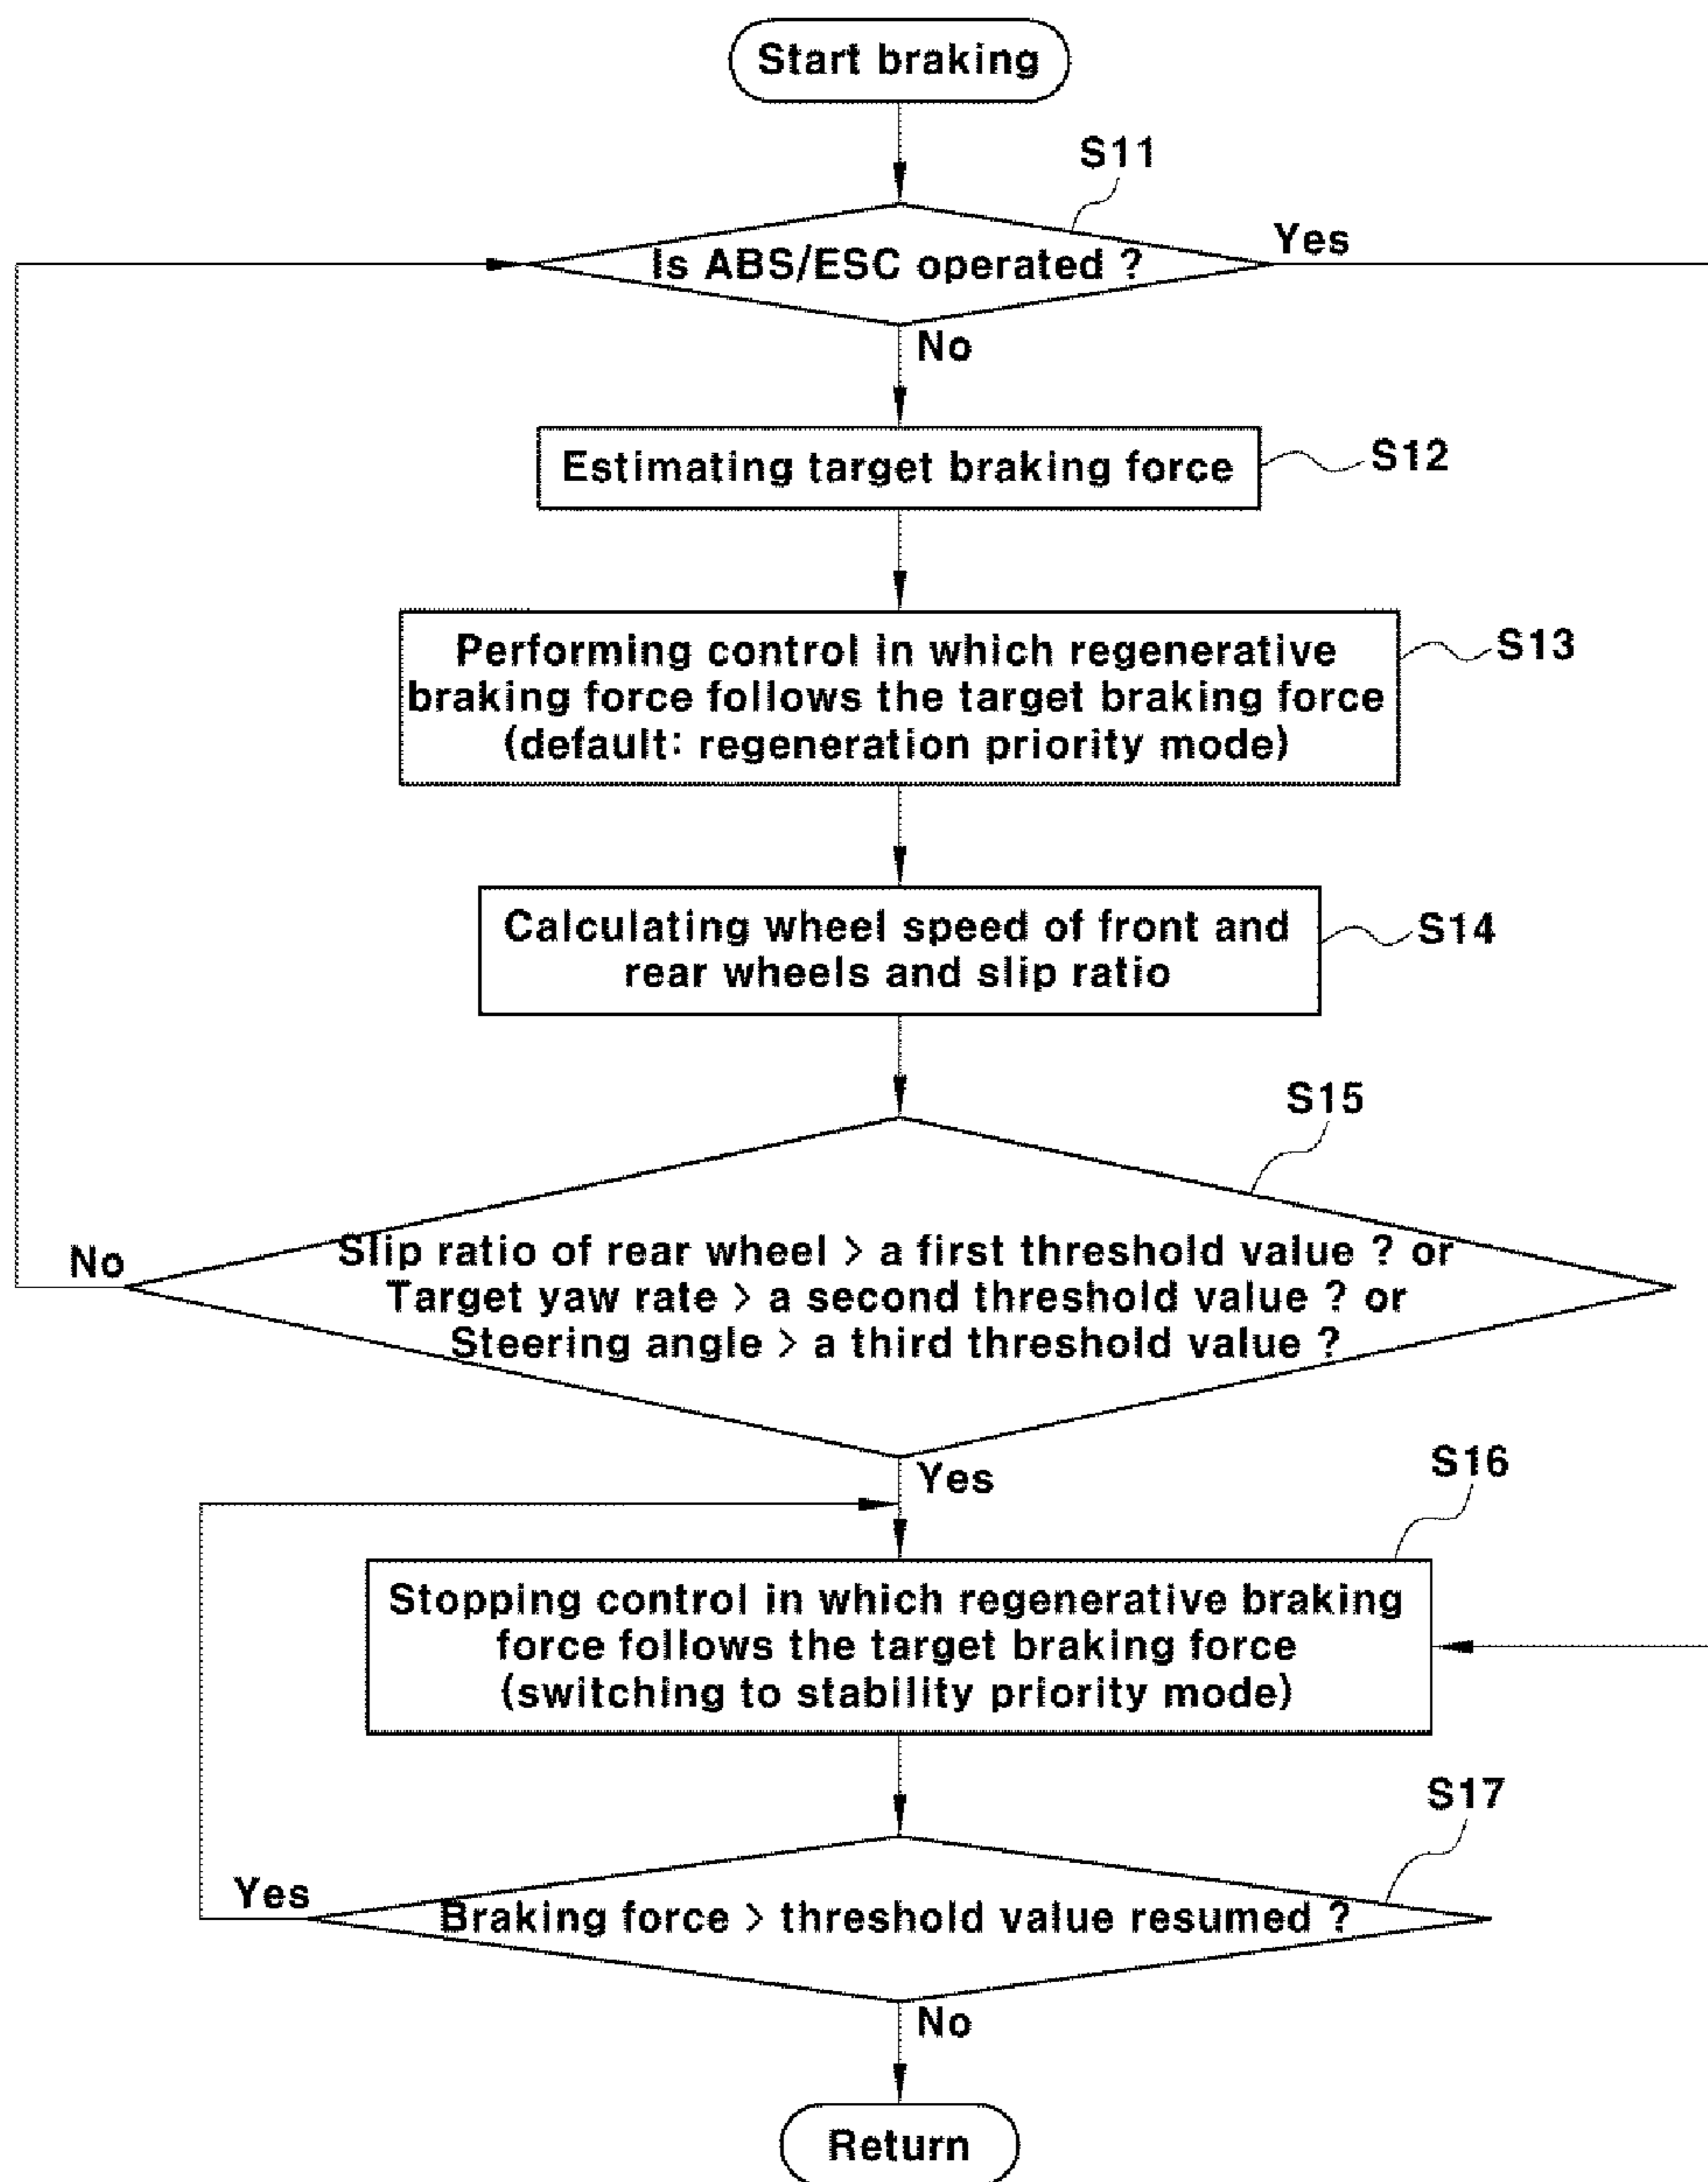 Start braking
S11
Is ABS/ESC operated ?
Yes
No
Estimating target braking force
S12
Performing control in which regenerative
braking force follows the target braking force
(default: regeneration priority mode)
S13
Calculating wheel speed of front and
rear wheels and slip ratio
S14
S15
Slip ratio of rear wheel > a first threshold value ? or
Target yaw rate > a second threshold value ? or
Steering angle > a third threshold value ?
No
Yes
S16
Stopping control in which regenerative braking
force follows the target braking force
(switching to stability priority mode)
S17
Braking force > threshold value resumed ?
Yes
No
Return